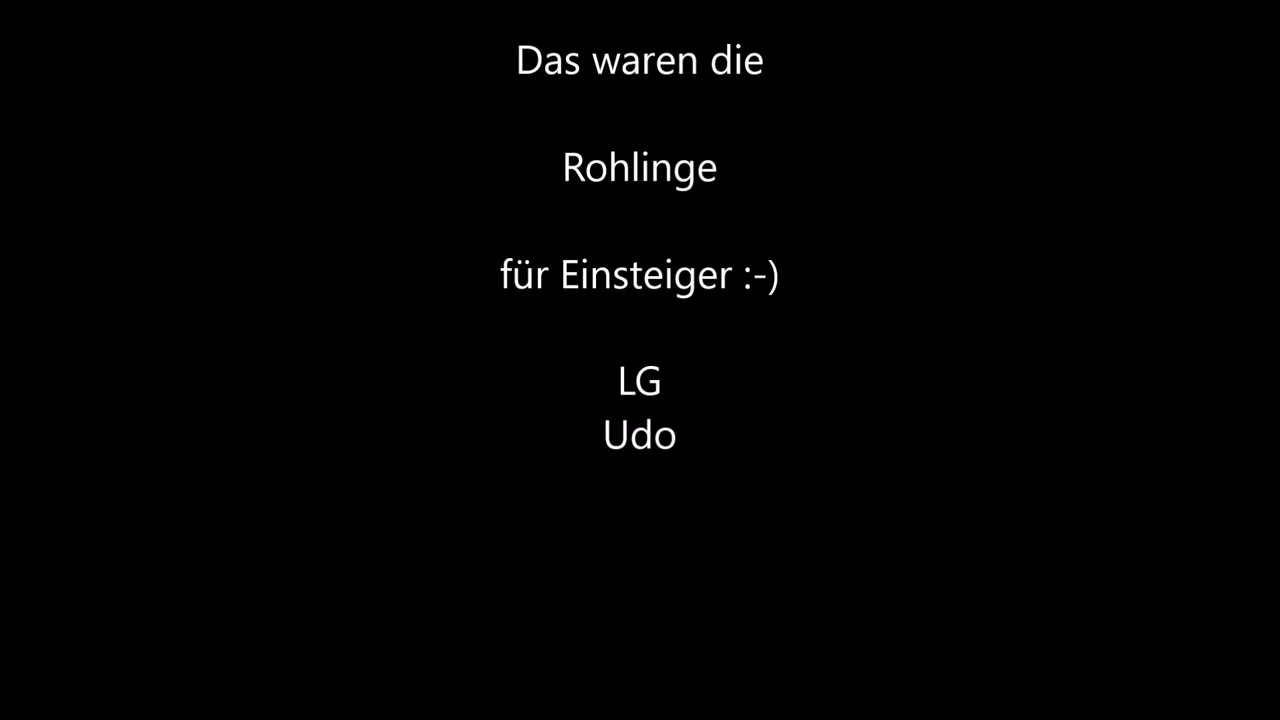 Das waren die
Rohlinge
für Einsteiger :-)
LG
Udo